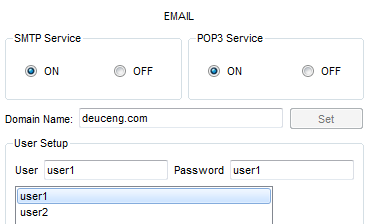 EMAIL
SMTP Service
POP3 Service
ON OFF
ON OFF
Domain Name: deuceng.com Set
User Setup
User user1 Password user1
user1
user2